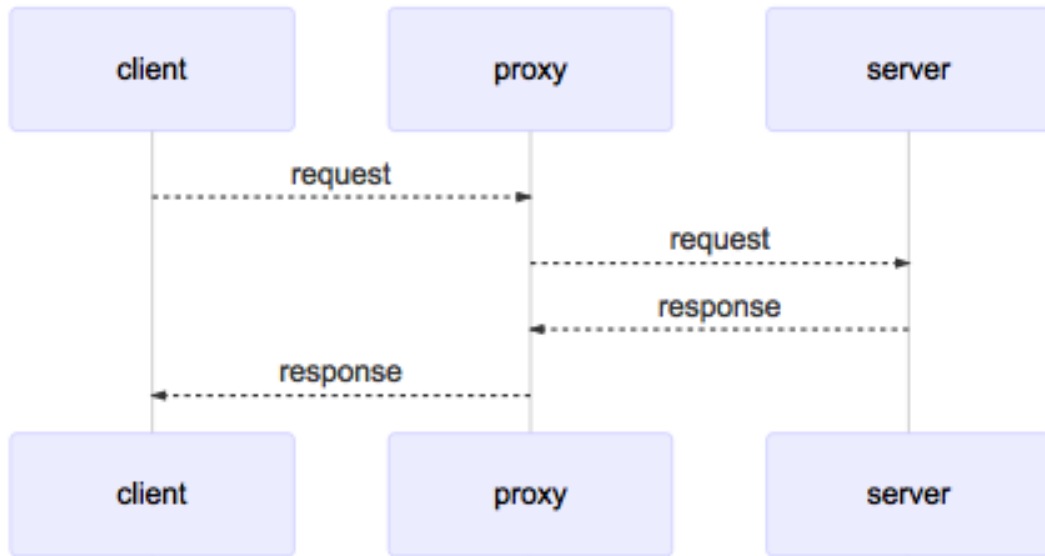 client proxy server
request
request
response
response
client proxy server